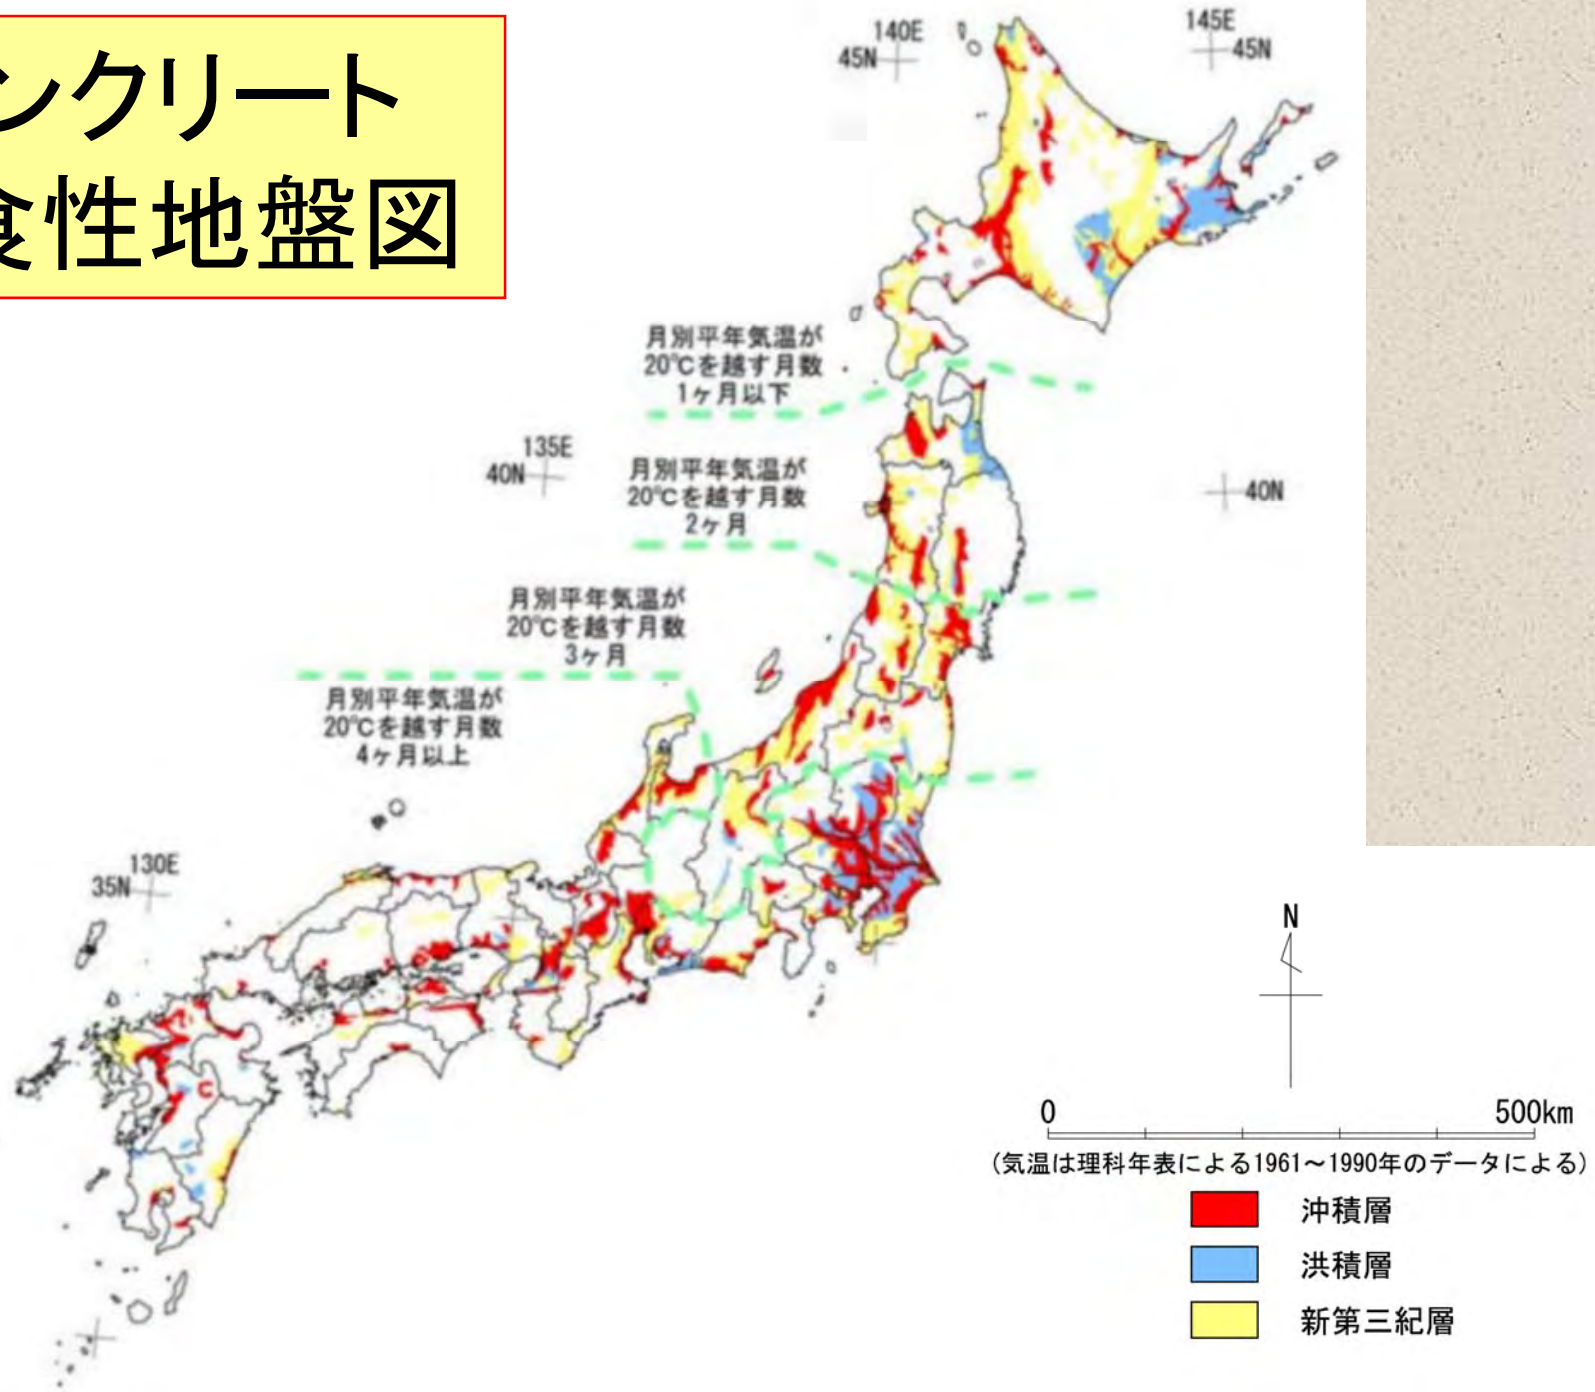 ンクリート
食性地盤図
140E
45N
145E
45N
月別平年気温が
20℃を越す月数
1ヶ月以下
135E
40N
月別平年気温が
20℃を越す月数
2ヶ月
40N
月別平年気温が
20℃を越す月数
3ヶ月
月別平年気温が
20℃を越す月数
4ヶ月以上
130E
35N
N
0
500km
(気温は理科年表による1961～1990年のデータによる)
沖積層
洪積層
新第三紀層